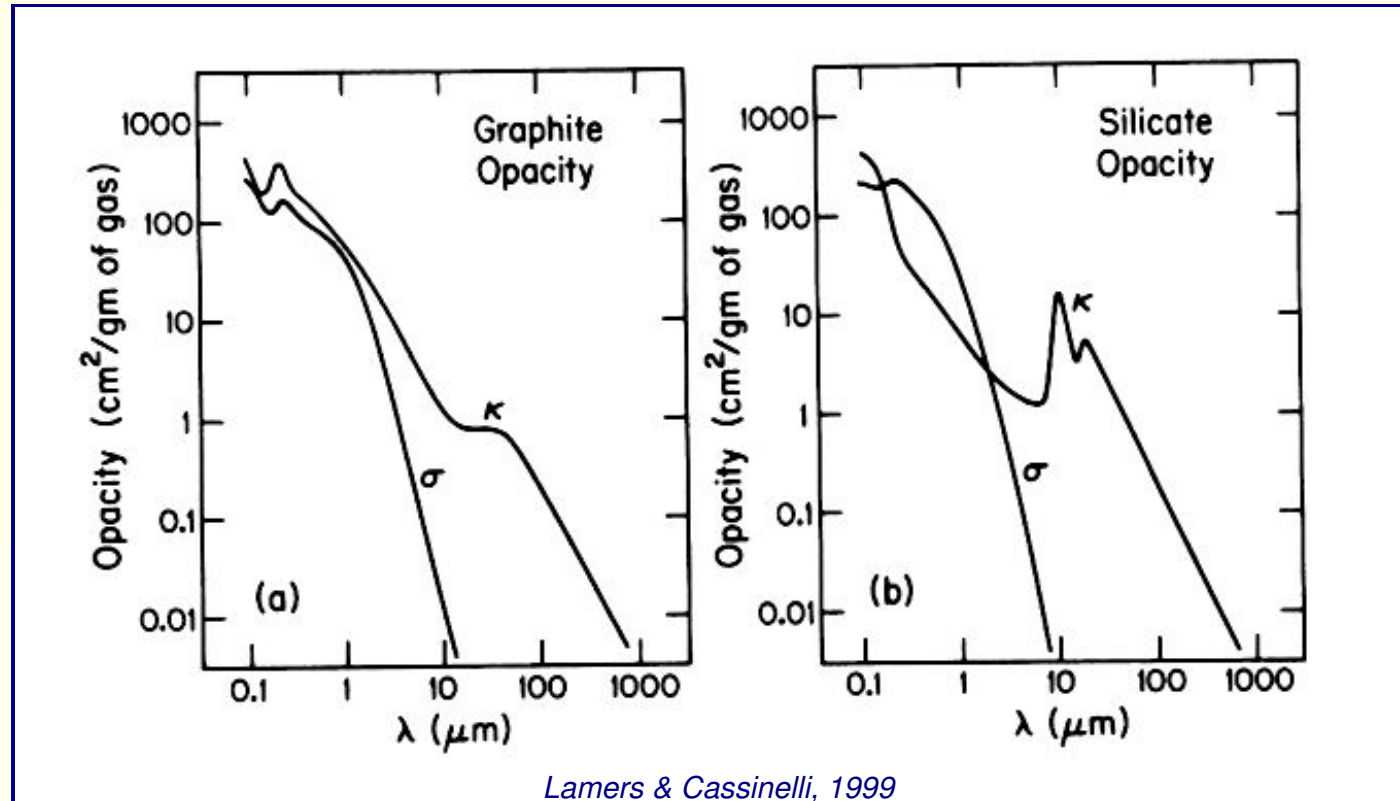 Graphite
Opacity
Opacity (cm²/gm of gas)
1000
100
10
1
0.1
0.01
κ
σ
(a)
0.1 1 10 100 1000
λ (μm)
Silicate
Opacity
Opacity (cm²/gm of gas)
1000
100
10
1
0.1
0.01
κ
σ
(b)
0.1 1 10 100 1000
λ (μm)
Lamers & Cassinelli, 1999